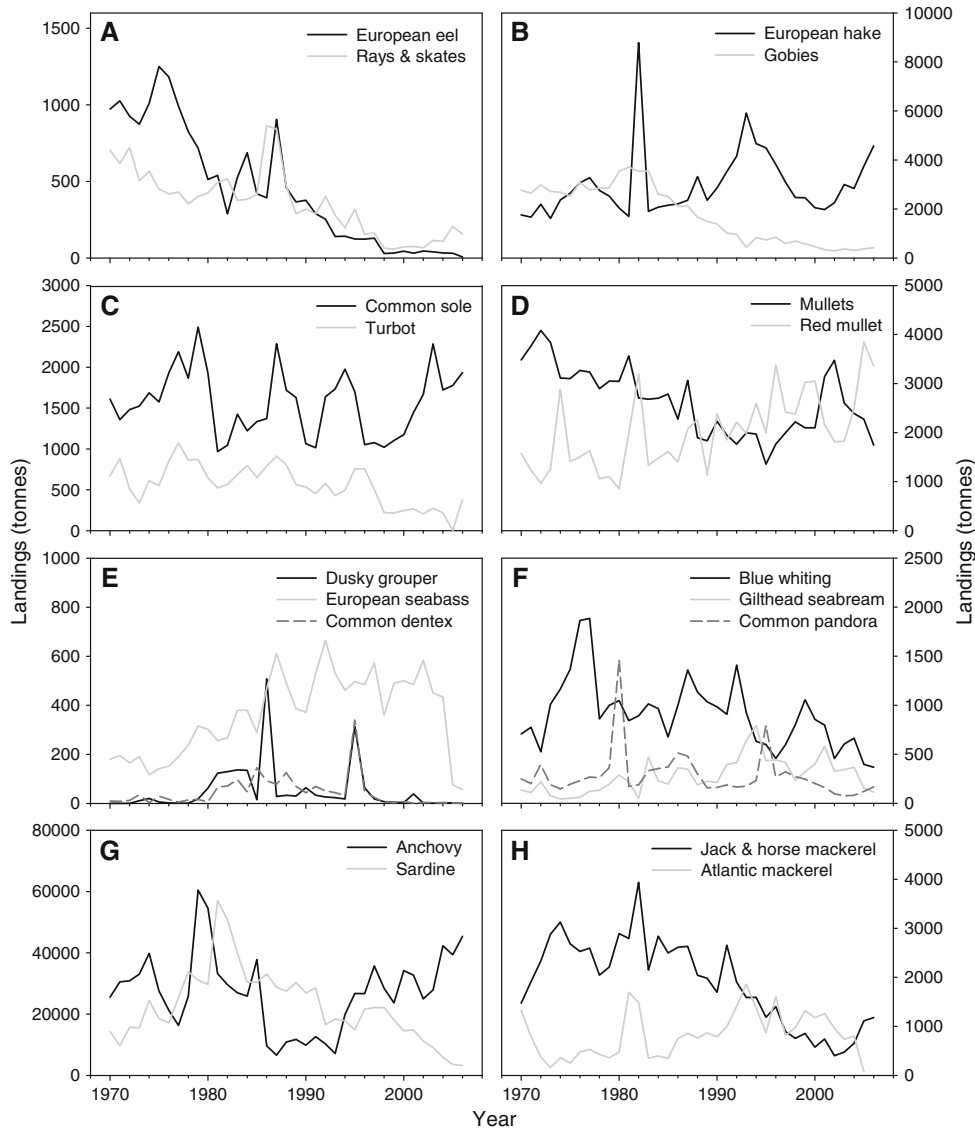 A
European eel
Rays & skates
1500
1000
500
0
B
European hake
Gobies
10000
8000
6000
4000
2000
0
C
Common sole
Turbot
3000
2500
2000
1500
1000
500
0
D
Mullets
Red mullet
5000
4000
3000
2000
1000
0
E
Dusky grouper
European seabass
Common dentex
1000
800
600
400
200
0
F
Blue whiting
Gilthead seabream
Common pandora
2500
2000
1500
1000
500
0
G
Anchovy
Sardine
80000
60000
40000
20000
0
H
Jack & horse mackerel
Atlantic mackerel
5000
4000
3000
2000
1000
0
1970 1980 1990 2000
1970 1980 1990 2000
Landings (tonnes)
Landings (tonnes)
Year